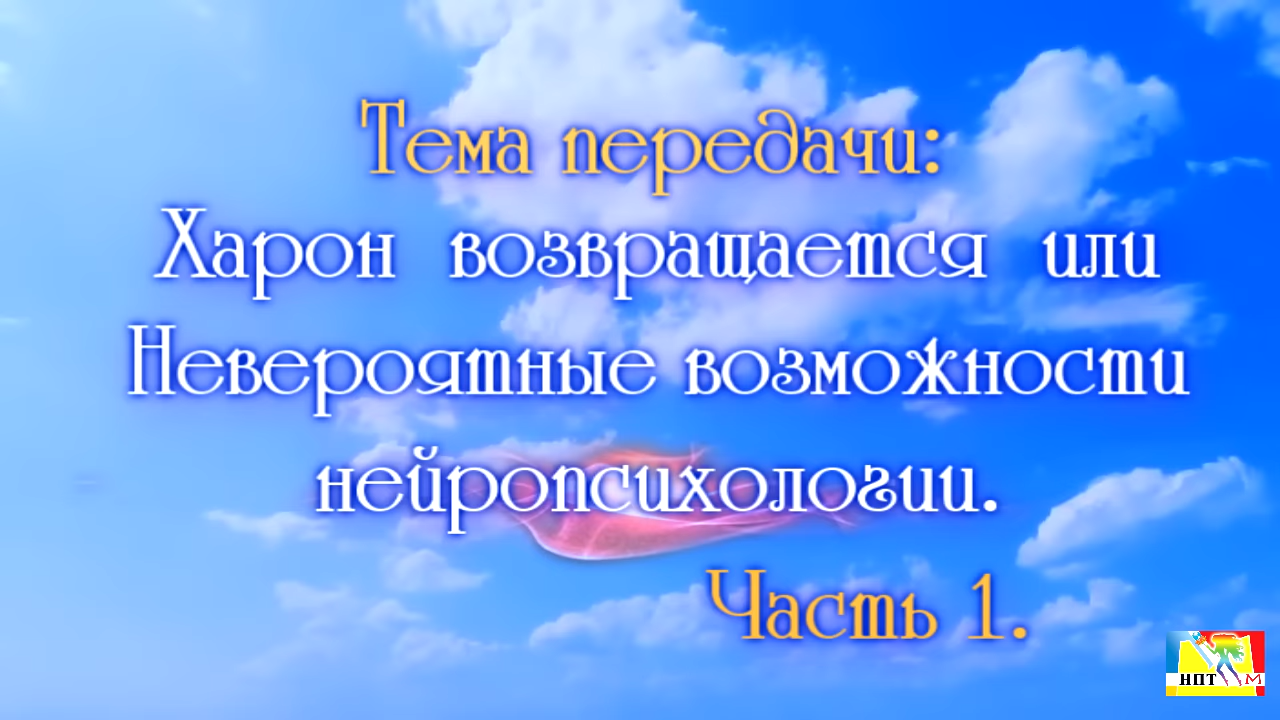 Тема передачи:
Харон возвращается или
Невероятные возможности
нейропсихологии.
Часть 1.
НПТ М